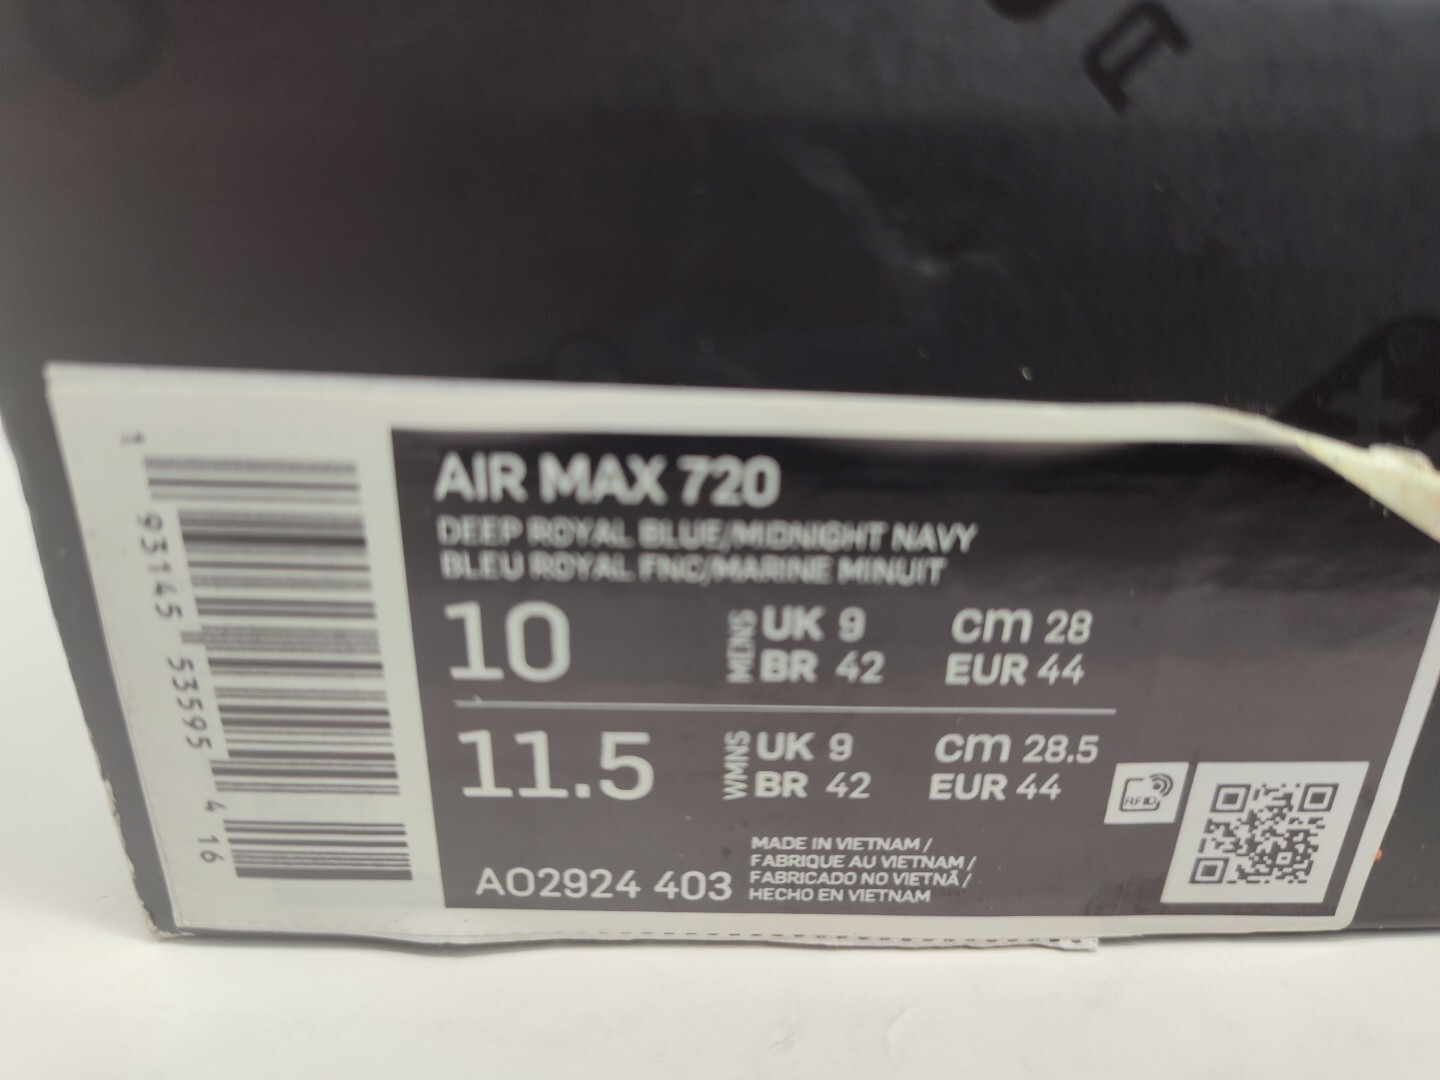 AIR MAX 720
DEEP ROYAL BLUE/MIDNIGHT NAVY
BLEU ROYAL FNC/MARINE MINUIT
10 MENS UK 9 cm 28
BR 42 EUR 44
11.5 WMNS UK 9 cm 28.5
BR 42 EUR 44
RFID
MADE IN VIETNAM /
FABRIQUE AU VIETNAM /
FABRICADO NO VIETNÃ /
HECHO EN VIETNAM
AO2924 403
1 93145 53595 4 16